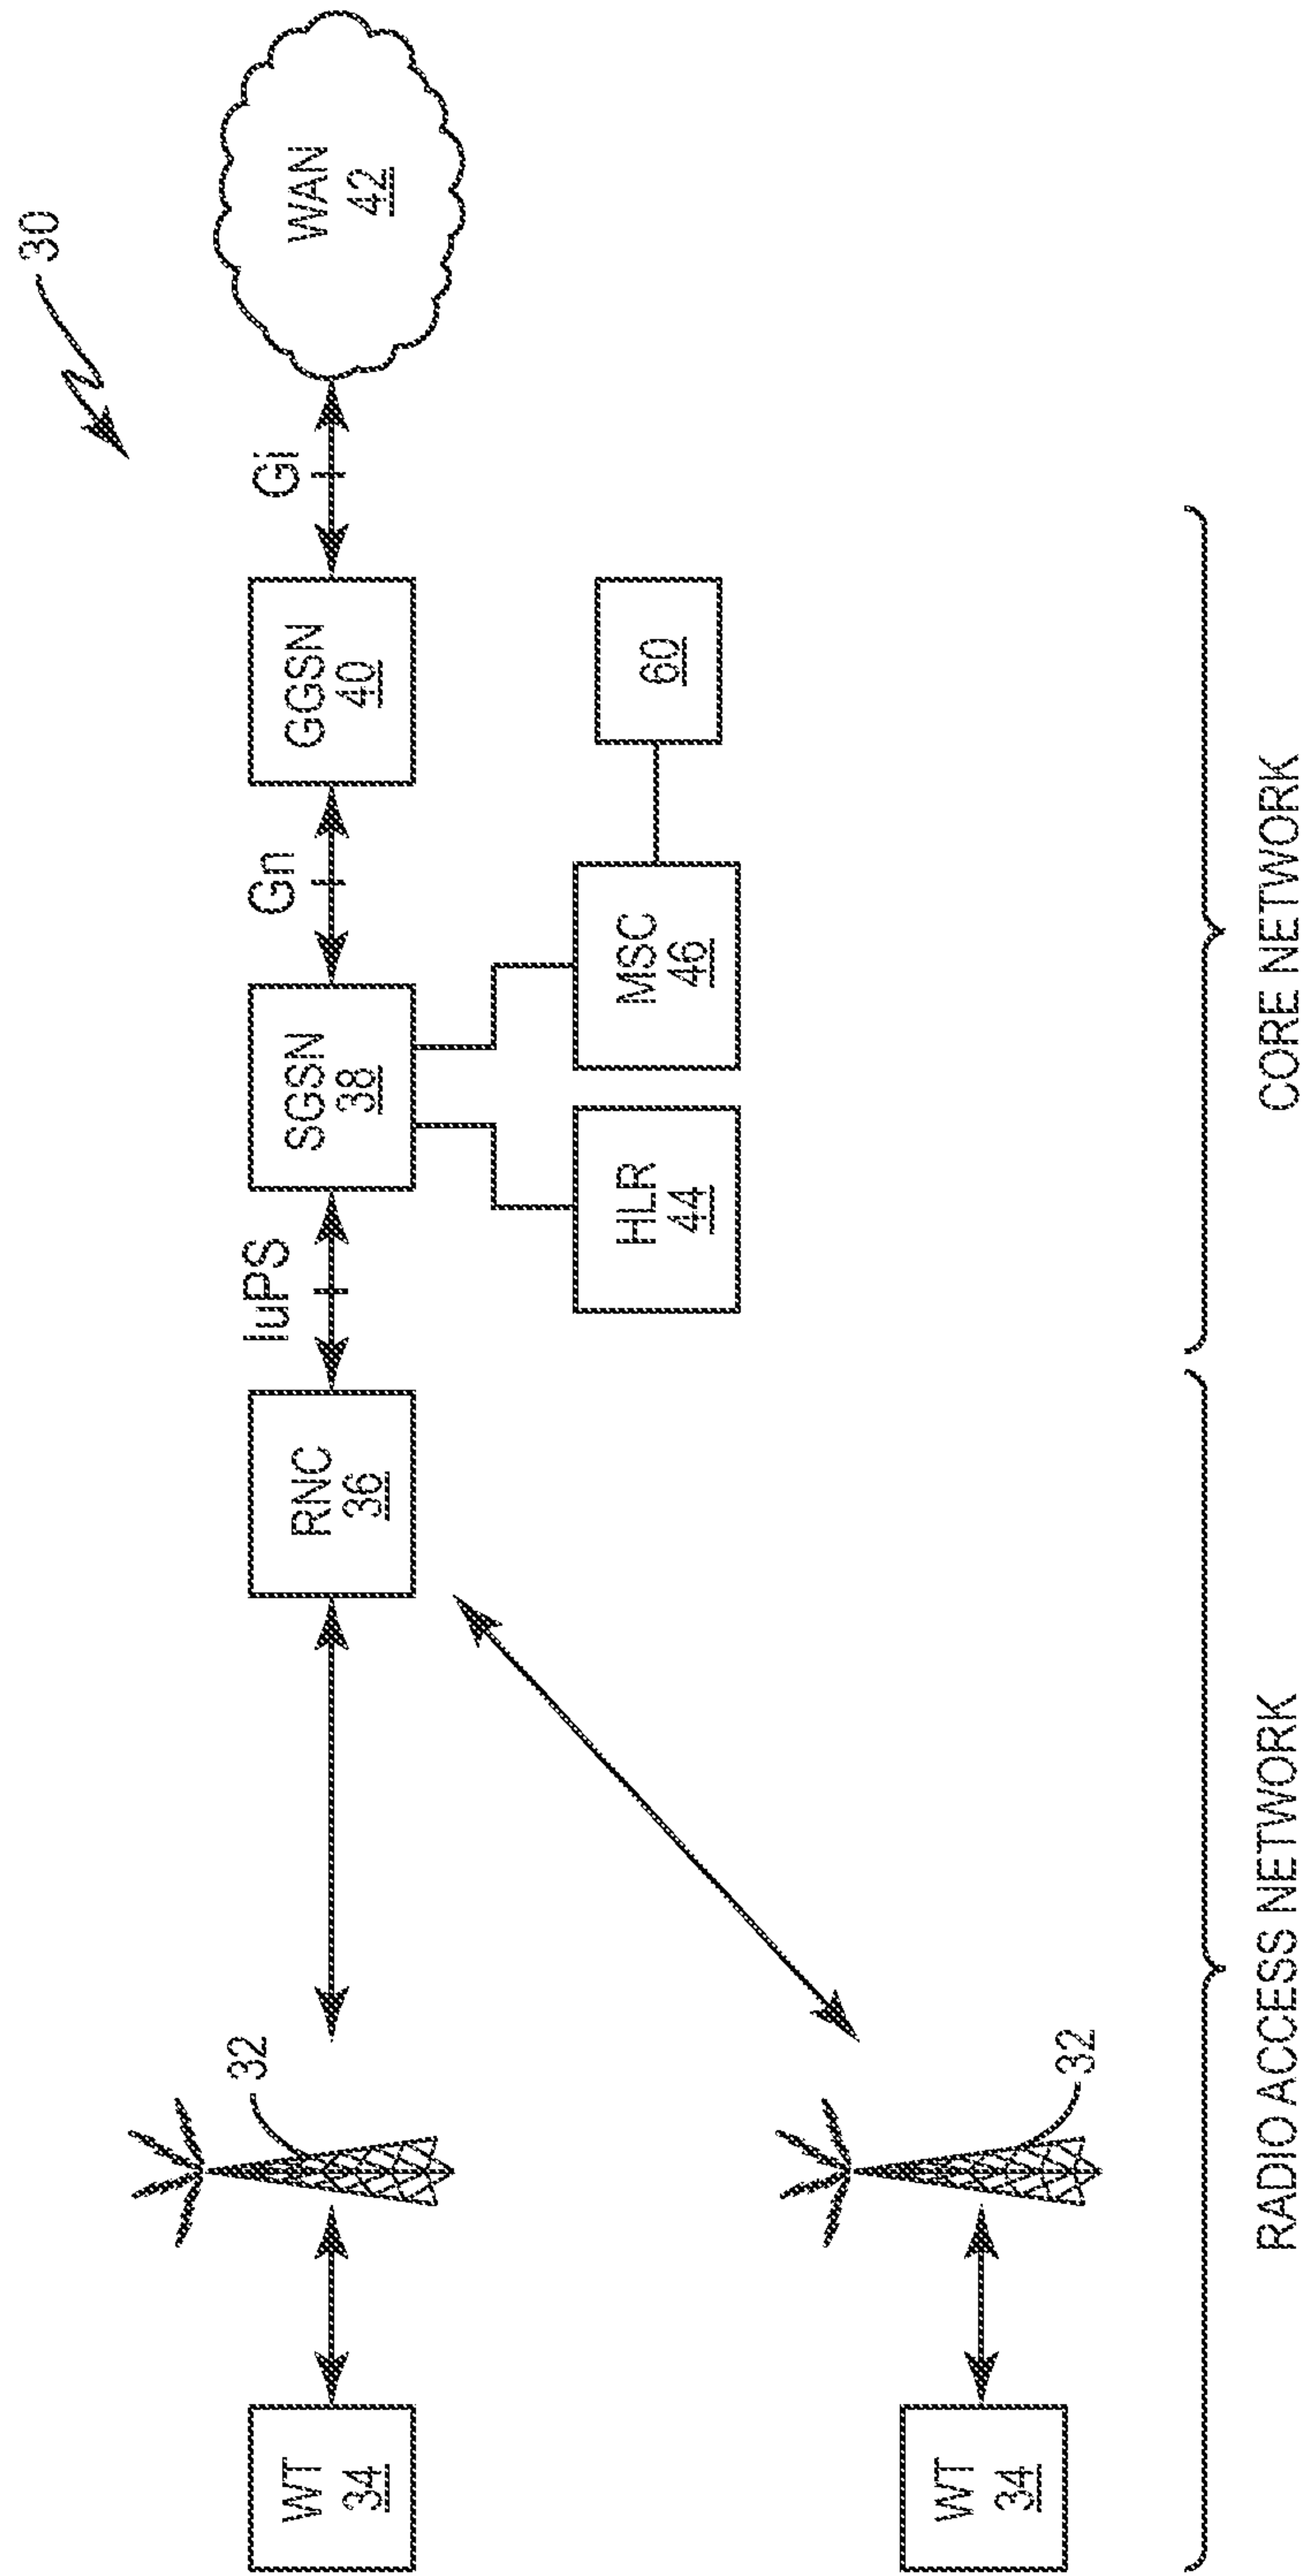 30
WT
34
32
RNC
36
IuPS
SGSN
38
Gn
GGSN
40
Gi
WAN
42
HLR
44
MSC
46
60
WT
34
32
RADIO ACCESS NETWORK
CORE NETWORK